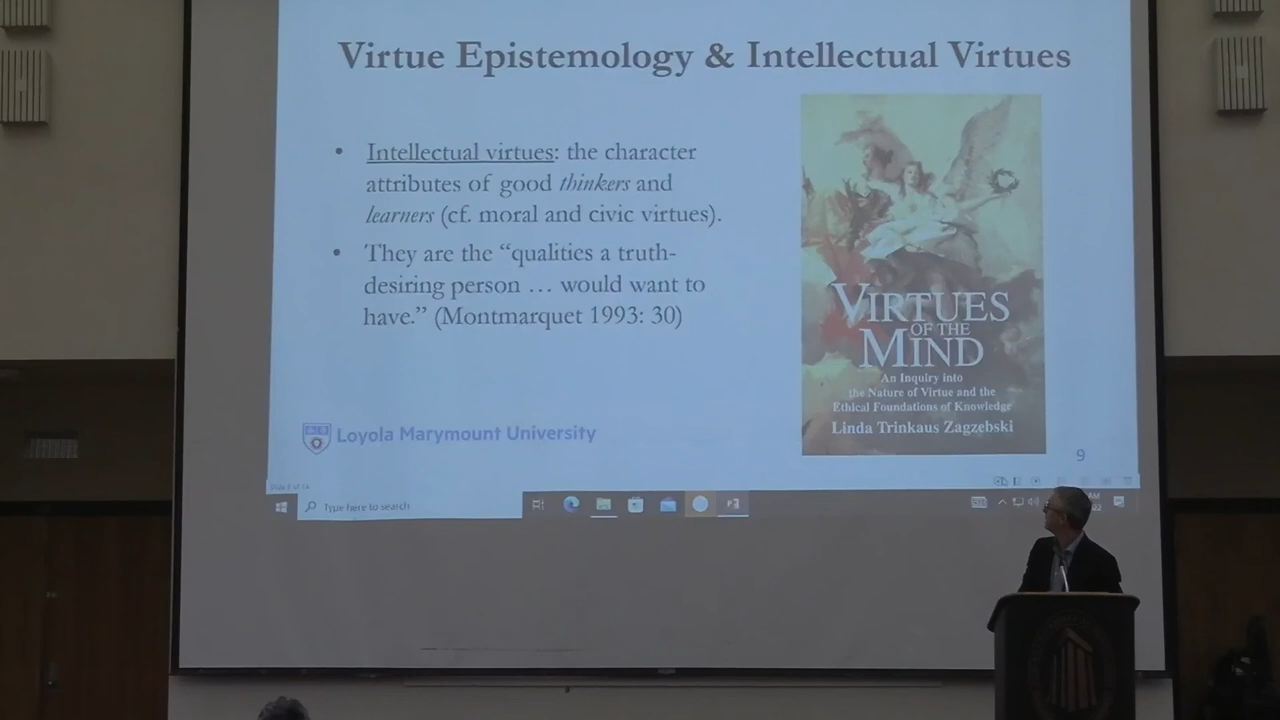 Virtue Epistemology & Intellectual Virtues
• Intellectual virtues: the character
attributes of good thinkers and
learners (cf. moral and civic virtues).
• They are the “qualities a truth-
desiring person … would want to
have.” (Montmarquet 1993: 30)
VIRTUES
OF THE
MIND
An Inquiry into
the Nature of Virtue and the
Ethical Foundations of Knowledge
Linda Trinkaus Zagzebski
Loyola Marymount University
9
Type here to search